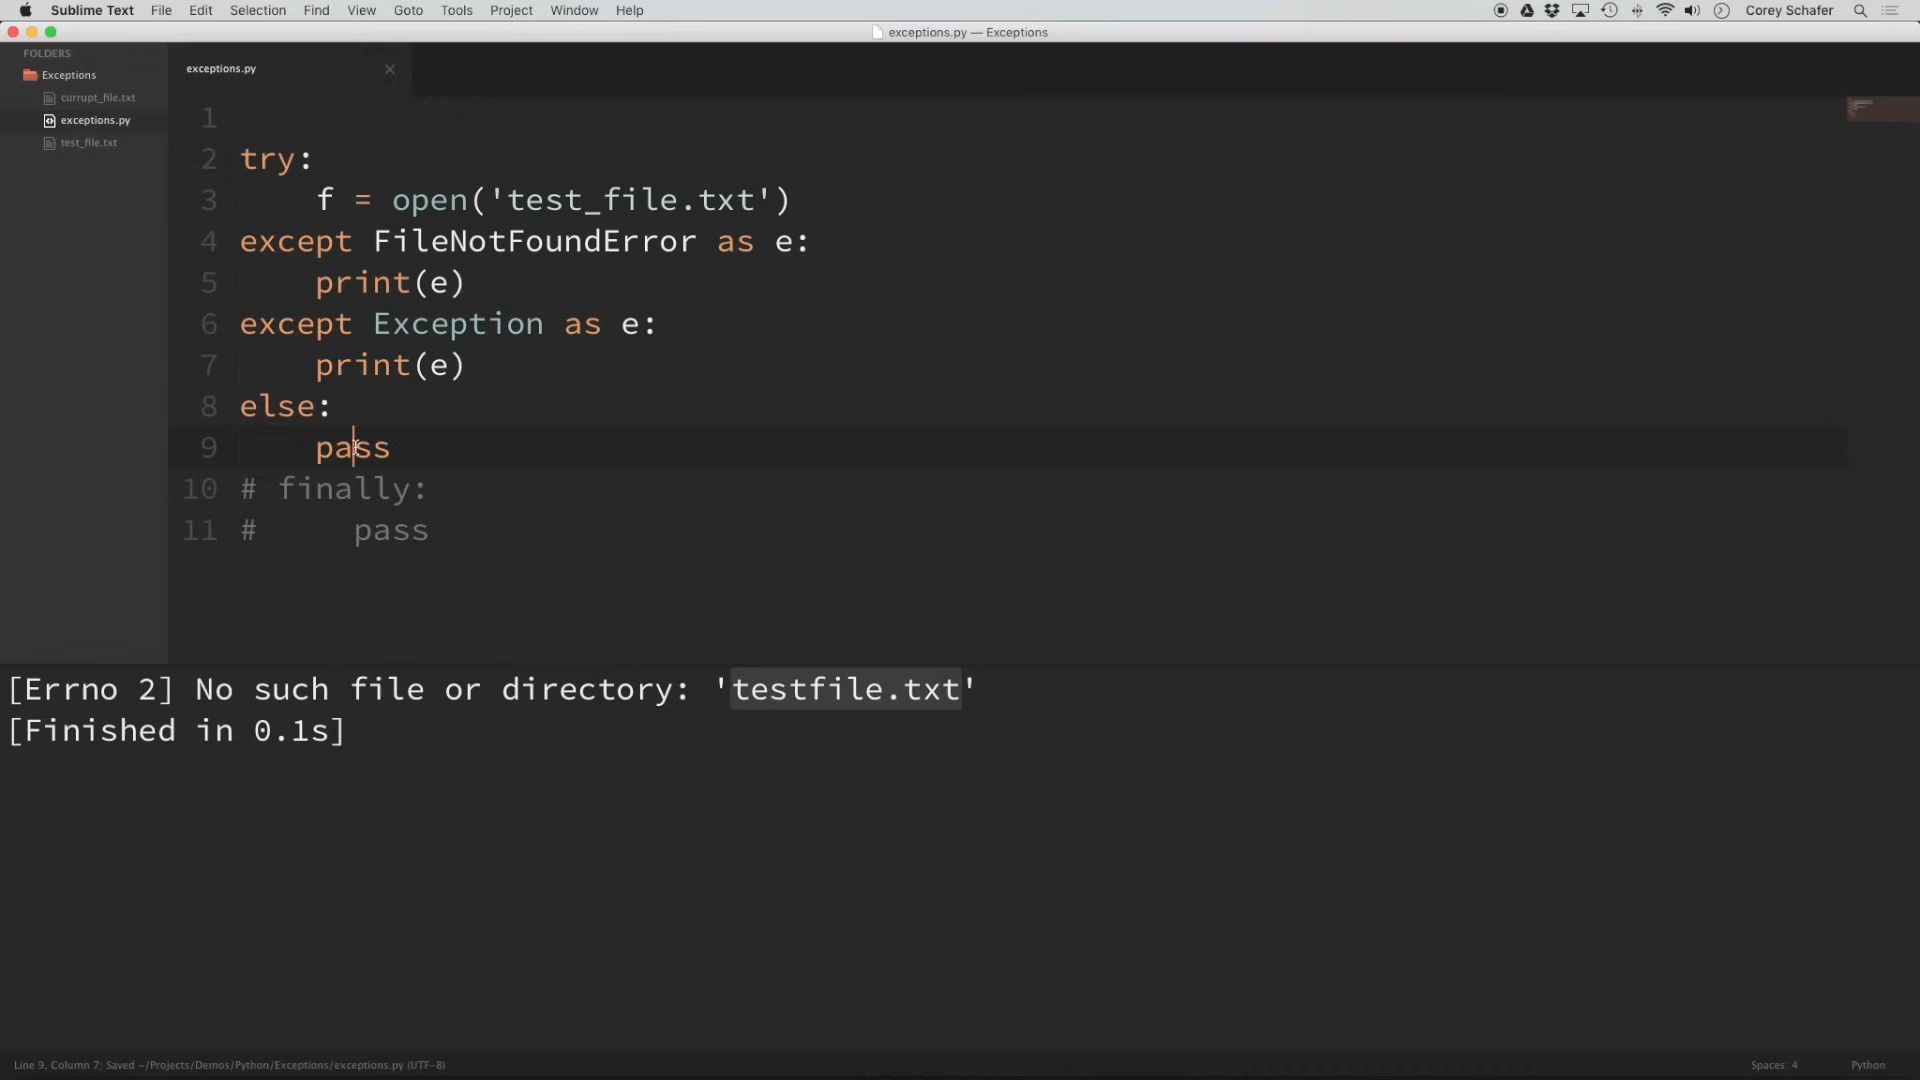 Sublime Text File Edit Selection Find View Goto Tools Project Window Help Corey Schafer
exceptions.py — Exceptions
FOLDERS
Exceptions
currupt_file.txt
exceptions.py
test_file.txt
exceptions.py
1
2 try:
3     f = open('test_file.txt')
4 except FileNotFoundError as e:
5     print(e)
6 except Exception as e:
7     print(e)
8 else:
9     pass
10 # finally:
11 #     pass
[Errno 2] No such file or directory: 'testfile.txt'
[Finished in 0.1s]
Line 9, Column 7; Saved ~/Projects/Demos/Python/Exceptions/exceptions.py (UTF-8) Spaces: 4 Python